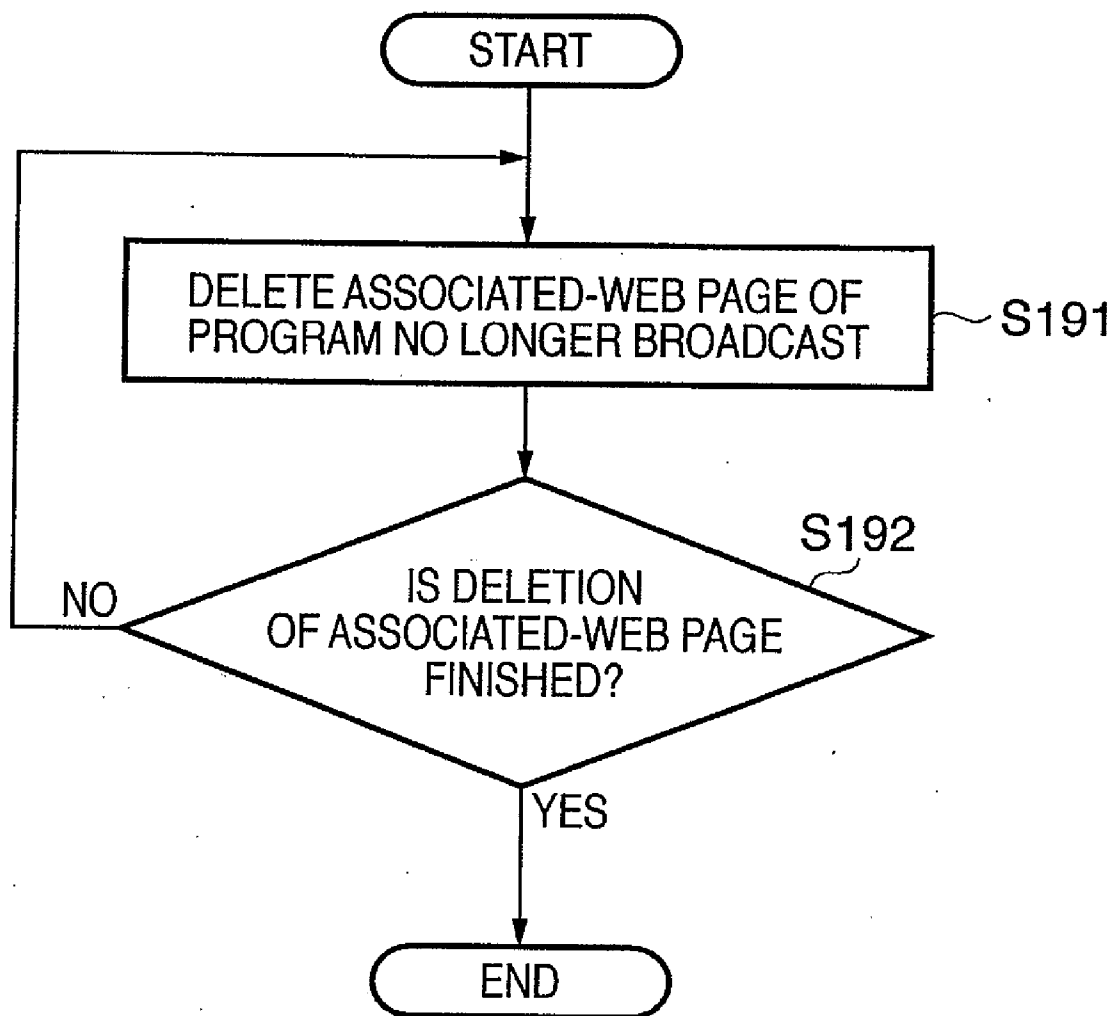 START
DELETE ASSOCIATED-WEB PAGE OF
PROGRAM NO LONGER BROADCAST
S191
S192
IS DELETION
OF ASSOCIATED-WEB PAGE
FINISHED?
NO
YES
END